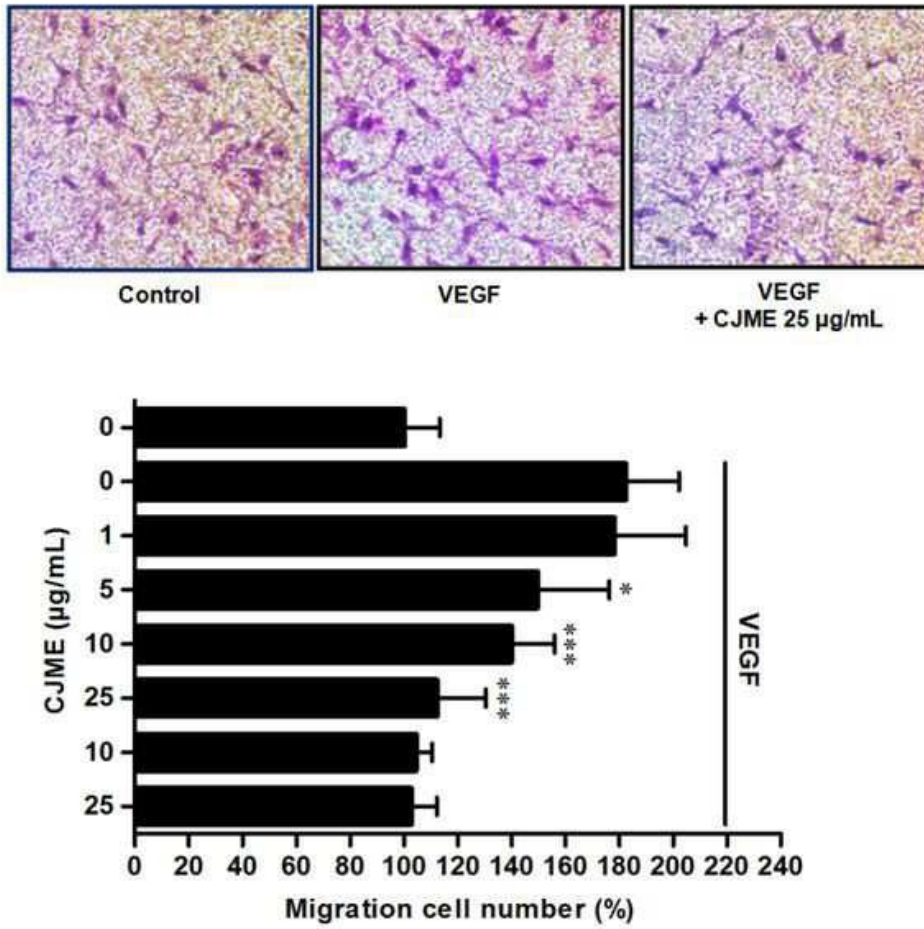 Control
VEGF
VEGF
+ CJME 25 µg/mL
CJME (µg/mL)
0
0
1
5
*
10
***
25
***
10
25
VEGF
0 20 40 60 80 100 120 140 160 180 200 220 240
Migration cell number (%)